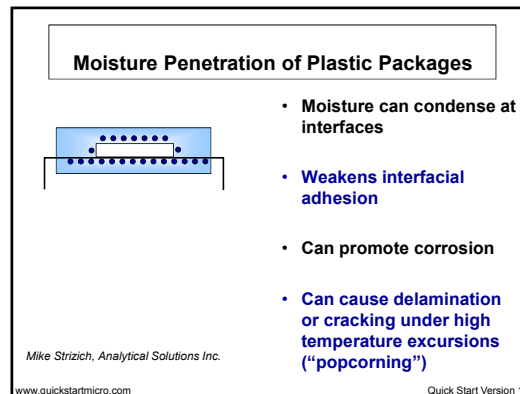 Moisture Penetration of Plastic Packages
• Moisture can condense at
interfaces
• Weakens interfacial
adhesion
• Can promote corrosion
• Can cause delamination
or cracking under high
temperature excursions
(“popcorning”)
Mike Strizich, Analytical Solutions Inc.
www.quickstartmicro.com
Quick Start Version 1